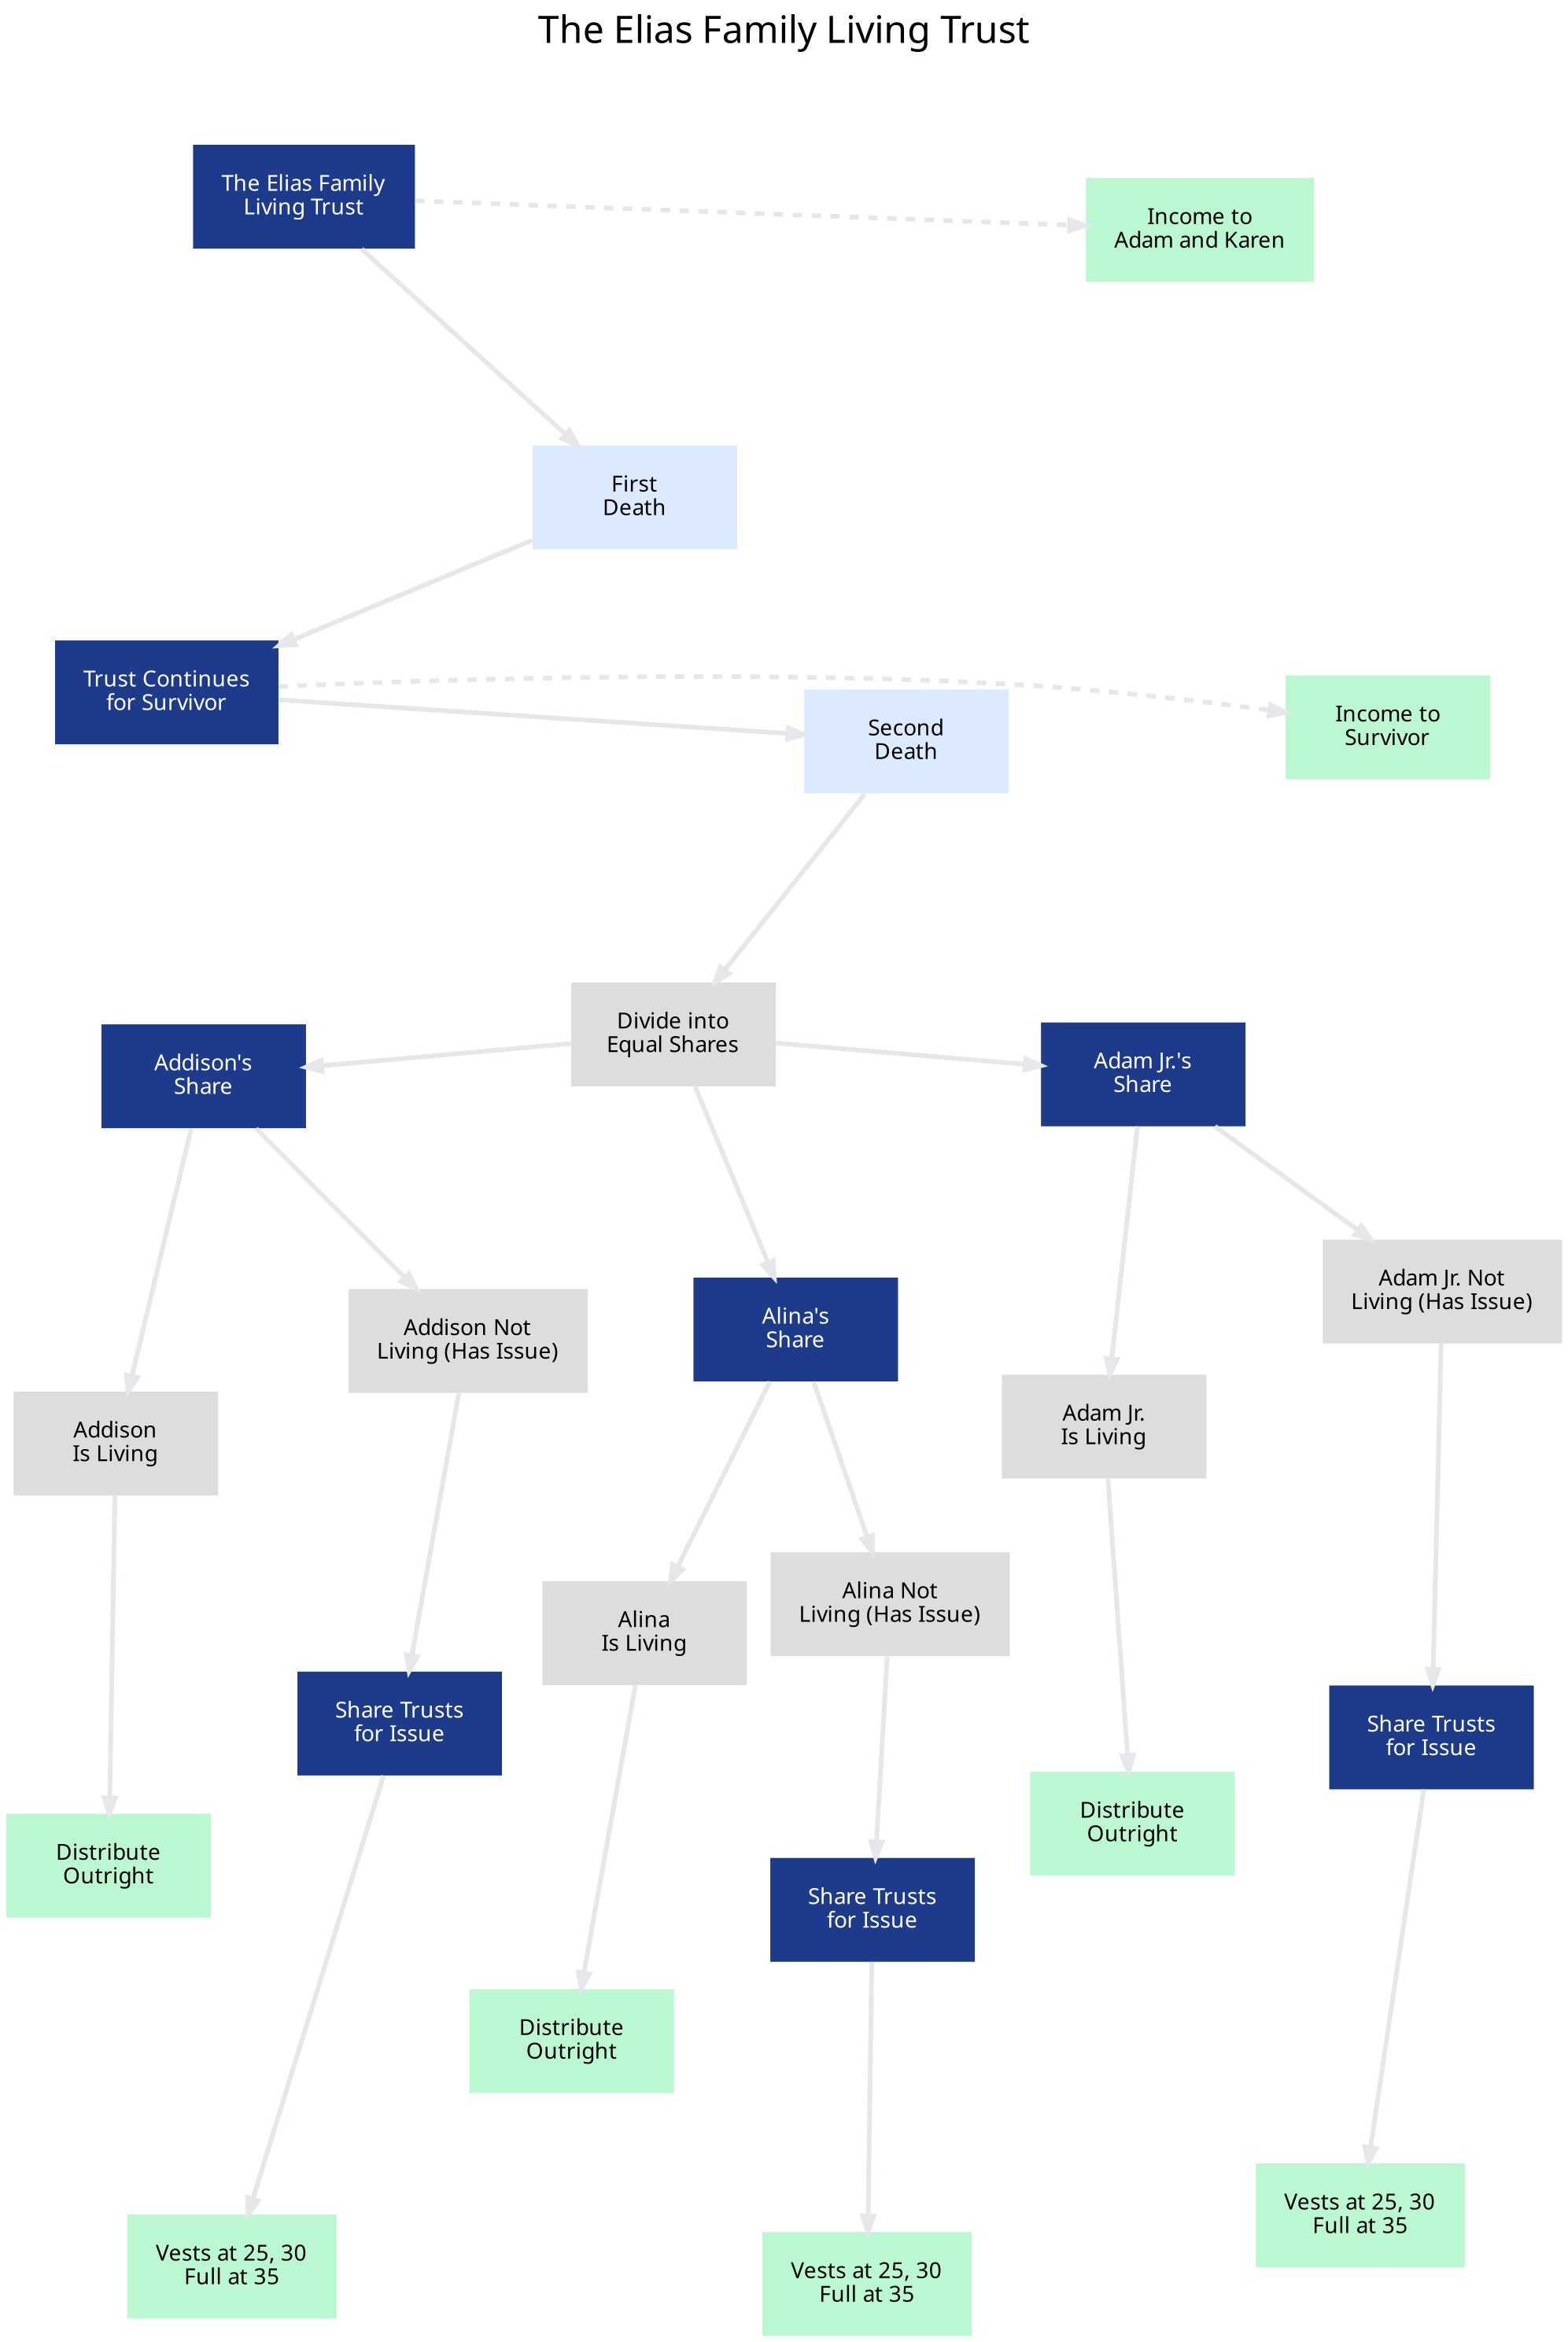 The Elias Family Living Trust
The Elias Family
Living Trust
Income to
Adam and Karen
First
Death
Trust Continues
for Survivor
Second
Death
Income to
Survivor
Divide into
Equal Shares
Addison's
Share
Adam Jr.'s
Share
Alina's
Share
Adam Jr. Not
Living (Has Issue)
Addison Not
Living (Has Issue)
Addison
Is Living
Adam Jr.
Is Living
Alina
Is Living
Alina Not
Living (Has Issue)
Share Trusts
for Issue
Share Trusts
for Issue
Distribute
Outright
Distribute
Outright
Share Trusts
for Issue
Distribute
Outright
Vests at 25, 30
Full at 35
Vests at 25, 30
Full at 35
Vests at 25, 30
Full at 35